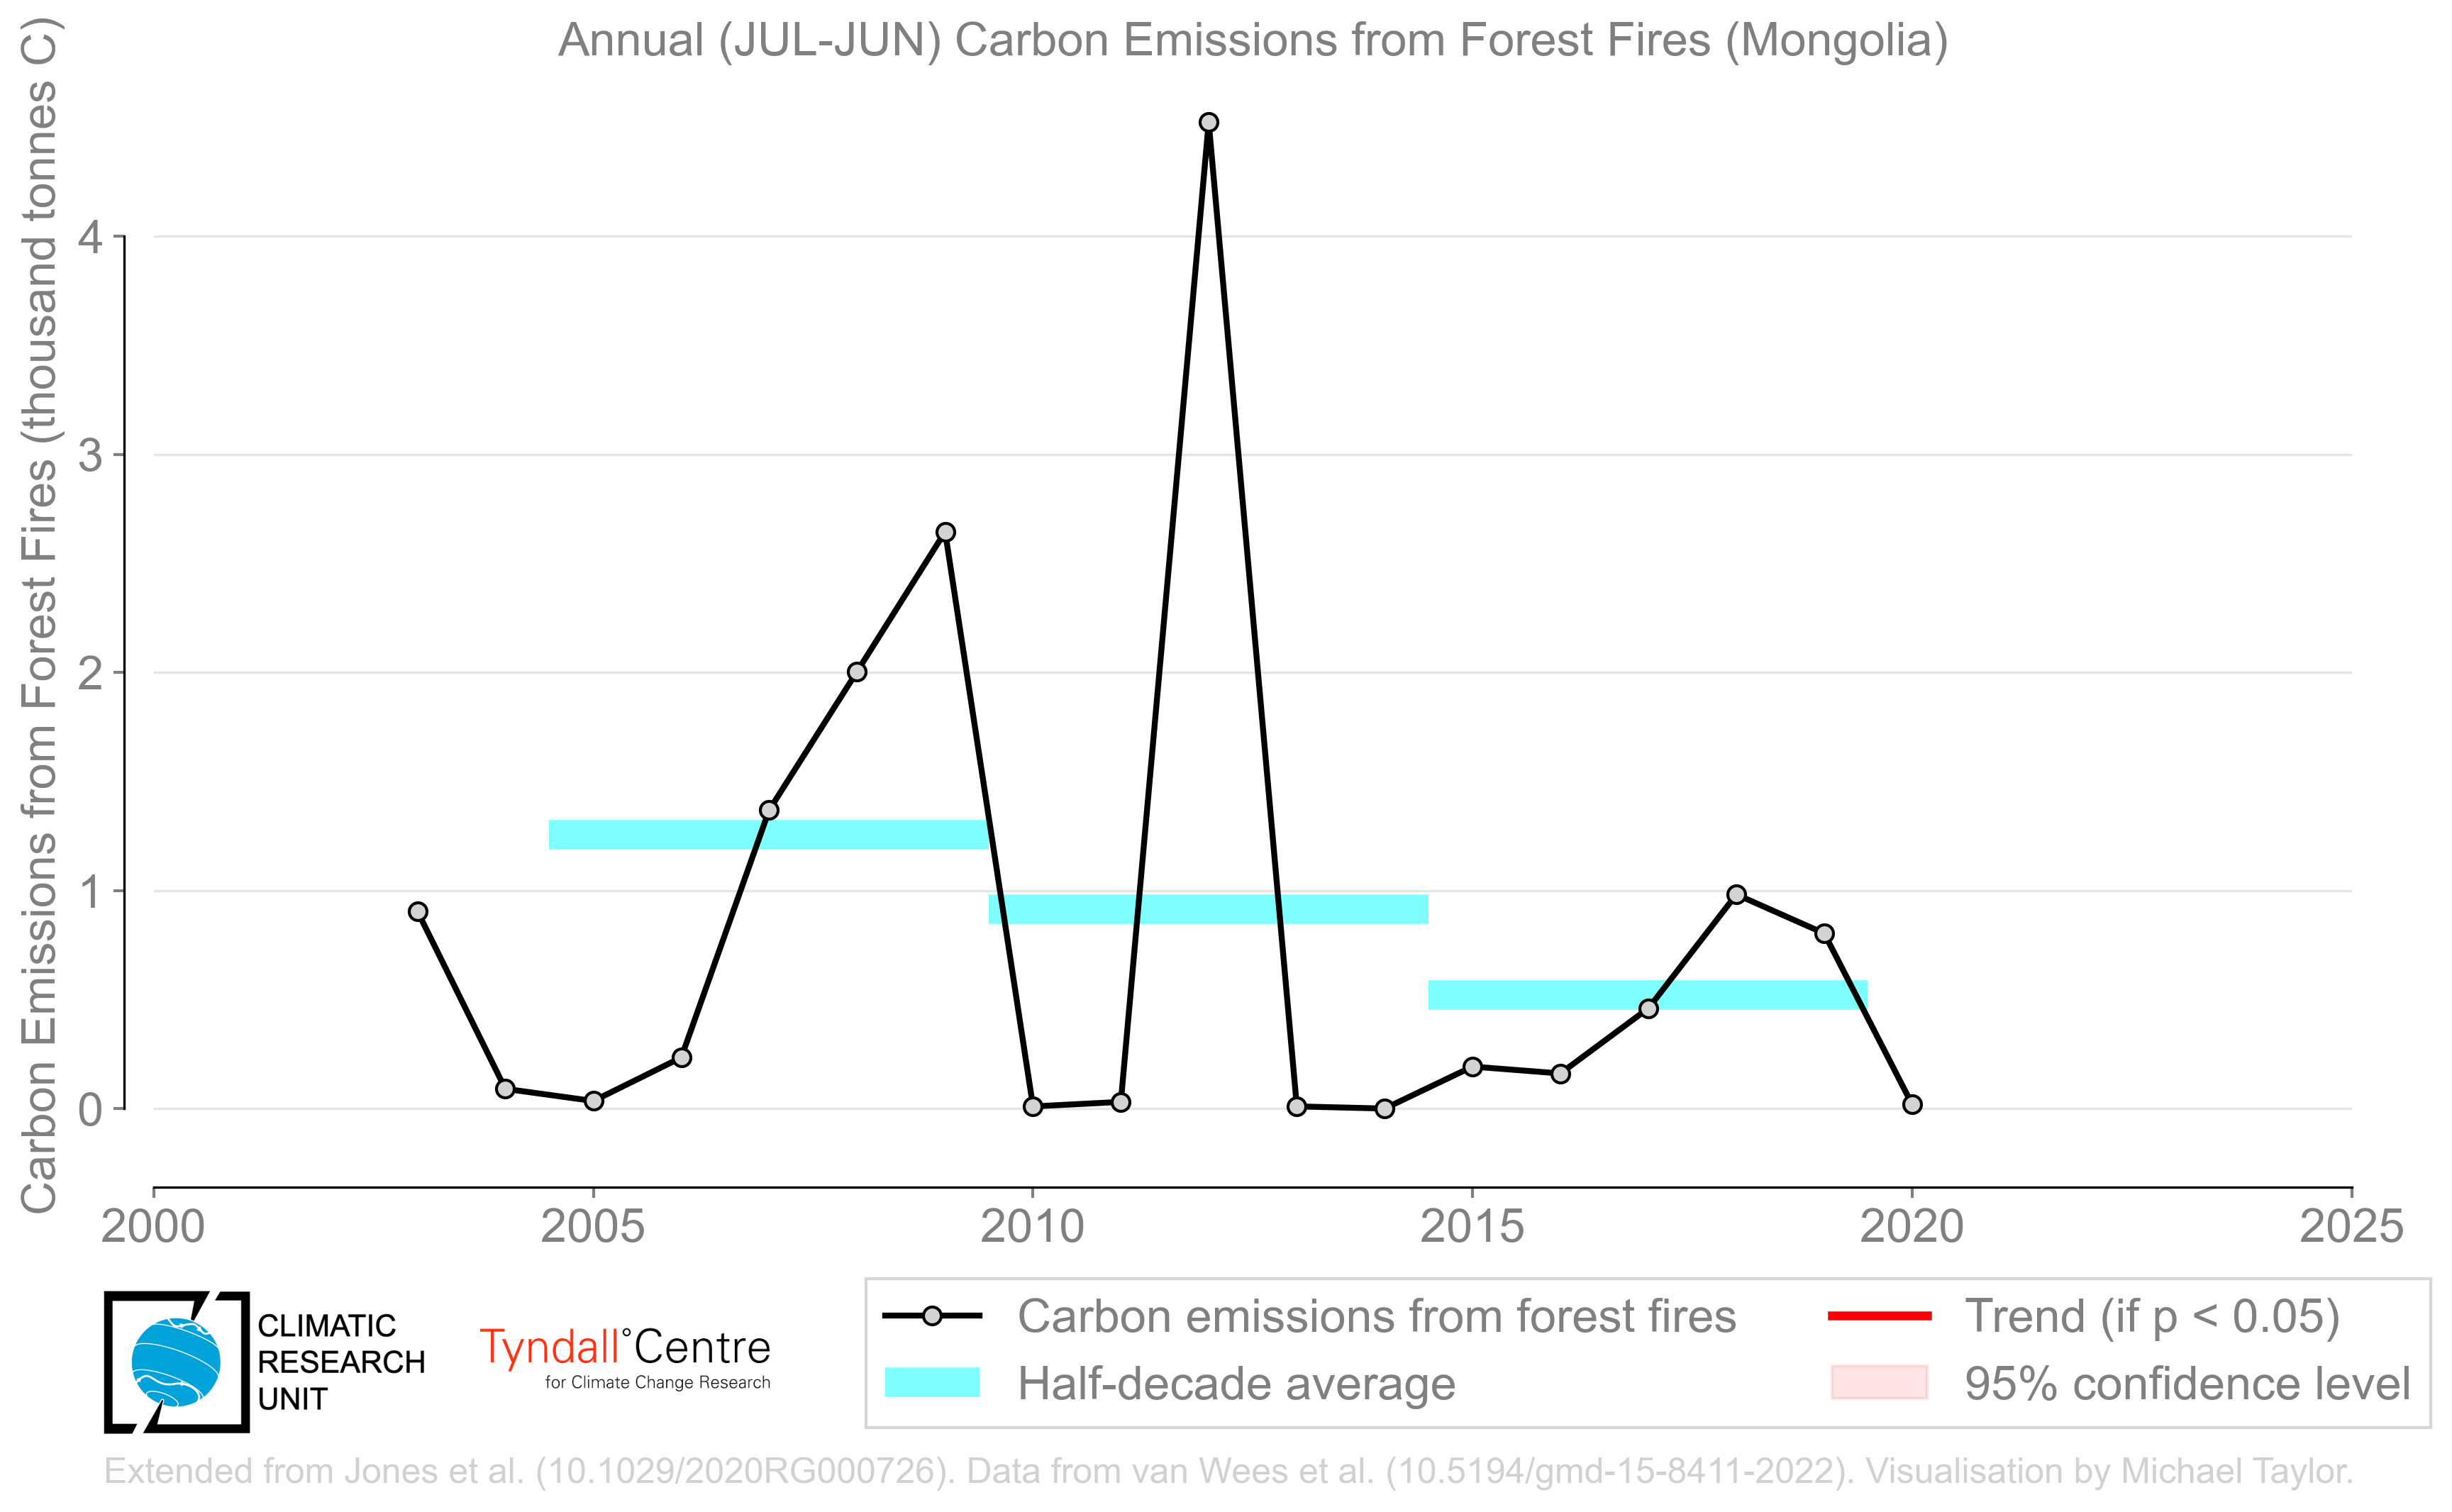 Annual (JUL-JUN) Carbon Emissions from Forest Fires (Mongolia)
Carbon Emissions from Forest Fires (thousand tonnes C)
4
3
2
1
0
2000 2005 2010 2015 2020 2025
CLIMATIC
RESEARCH
UNIT
Tyndall°Centre
for Climate Change Research
Carbon emissions from forest fires
Half-decade average
Trend (if p < 0.05)
95% confidence level
Extended from Jones et al. (10.1029/2020RG000726). Data from van Wees et al. (10.5194/gmd-15-8411-2022). Visualisation by Michael Taylor.